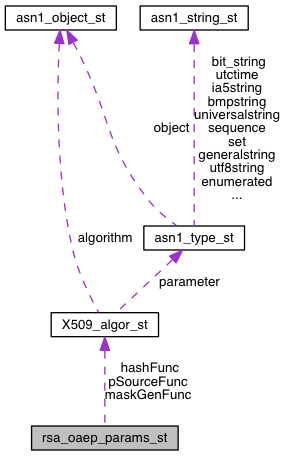 asn1_object_st
asn1_string_st
bit_string
utctime
ia5string
bmpstring
universalstring
object
sequence
set
generalstring
utf8string
enumerated
...
algorithm
asn1_type_st
parameter
X509_algor_st
hashFunc
pSourceFunc
maskGenFunc
rsa_oaep_params_st